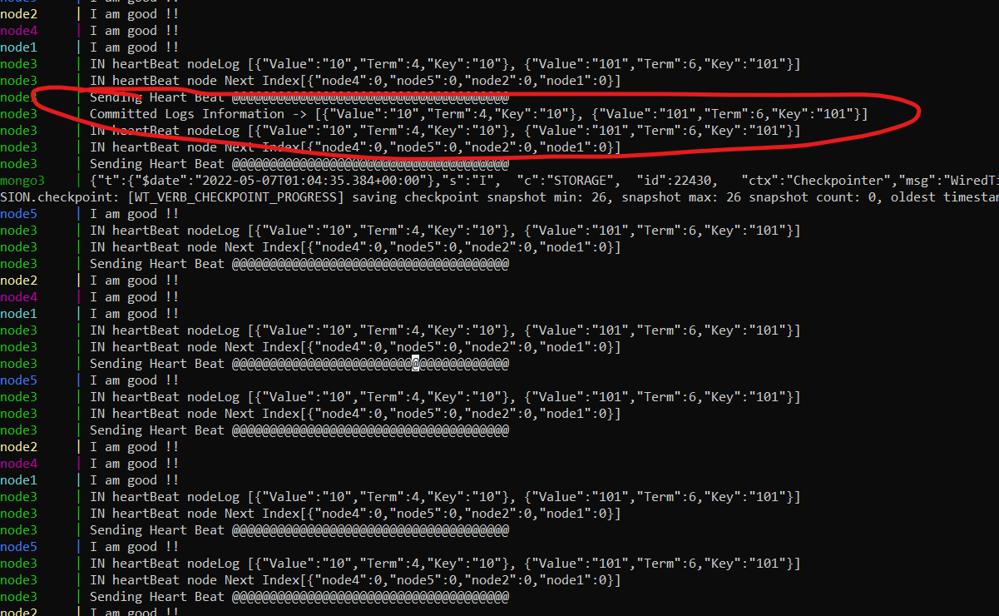 node2 | I am good !!
node4 | I am good !!
node1 | I am good !!
node3 | IN heartBeat nodeLog [{"Value":"10","Term":4,"Key":"10"}, {"Value":"101","Term":6,"Key":"101"}]
node3 | IN heartBeat node Next Index[{"node4":0,"node5":0,"node2":0,"node1":0}]
node3 | Sending Heart Beat @@@@@@@@@@@@@@@@@@@@@@@@@@@@@@@@@@@@@
node3 | Committed Logs Information -> [{"Value":"10","Term":4,"Key":"10"}, {"Value":"101","Term":6,"Key":"101"}]
node3 | IN heartBeat nodeLog [{"Value":"10","Term":4,"Key":"10"}, {"Value":"101","Term":6,"Key":"101"}]
node3 | IN heartBeat node Next Index[{"node4":0,"node5":0,"node2":0,"node1":0}]
node3 | Sending Heart Beat @@@@@@@@@@@@@@@@@@@@@@@@@@@@@@@@@@@@@
mongo3 | {"t":{"$date":"2022-05-07T01:04:35.384+00:00"},"s":"I", "c":"STORAGE", "id":22430, "ctx":"Checkpointer","msg":"WiredTi
SION.checkpoint: [WT_VERB_CHECKPOINT_PROGRESS] saving checkpoint snapshot min: 26, snapshot max: 26 snapshot count: 0, oldest timestam
node5 | I am good !!
node3 | IN heartBeat nodeLog [{"Value":"10","Term":4,"Key":"10"}, {"Value":"101","Term":6,"Key":"101"}]
node3 | IN heartBeat node Next Index[{"node4":0,"node5":0,"node2":0,"node1":0}]
node3 | Sending Heart Beat @@@@@@@@@@@@@@@@@@@@@@@@@@@@@@@@@@@@@
node2 | I am good !!
node4 | I am good !!
node1 | I am good !!
node3 | IN heartBeat nodeLog [{"Value":"10","Term":4,"Key":"10"}, {"Value":"101","Term":6,"Key":"101"}]
node3 | IN heartBeat node Next Index[{"node4":0,"node5":0,"node2":0,"node1":0}]
node3 | Sending Heart Beat @@@@@@@@@@@@@@@@@@@@@@@@@@@@@@@@@@@@@
node5 | I am good !!
node3 | IN heartBeat nodeLog [{"Value":"10","Term":4,"Key":"10"}, {"Value":"101","Term":6,"Key":"101"}]
node3 | IN heartBeat node Next Index[{"node4":0,"node5":0,"node2":0,"node1":0}]
node3 | Sending Heart Beat @@@@@@@@@@@@@@@@@@@@@@@@@@@@@@@@@@@@@
node2 | I am good !!
node4 | I am good !!
node1 | I am good !!
node3 | IN heartBeat nodeLog [{"Value":"10","Term":4,"Key":"10"}, {"Value":"101","Term":6,"Key":"101"}]
node3 | IN heartBeat node Next Index[{"node4":0,"node5":0,"node2":0,"node1":0}]
node3 | Sending Heart Beat @@@@@@@@@@@@@@@@@@@@@@@@@@@@@@@@@@@@@
node5 | I am good !!
node3 | IN heartBeat nodeLog [{"Value":"10","Term":4,"Key":"10"}, {"Value":"101","Term":6,"Key":"101"}]
node3 | IN heartBeat node Next Index[{"node4":0,"node5":0,"node2":0,"node1":0}]
node3 | Sending Heart Beat @@@@@@@@@@@@@@@@@@@@@@@@@@@@@@@@@@@@@
node2 | I am good !!